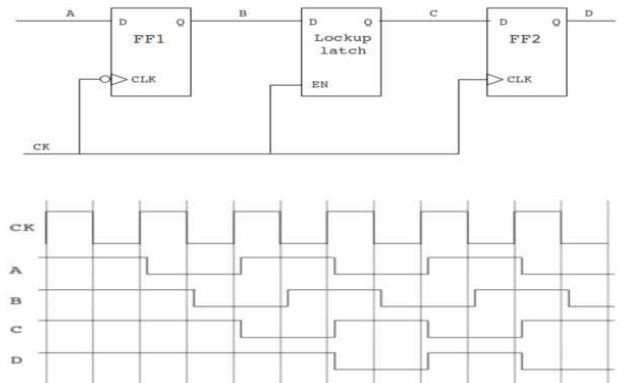 A B C D
D Q D Q D Q
FF1 Lockup FF2
latch
CLK EN CLK
CK
CK
A
B
C
D